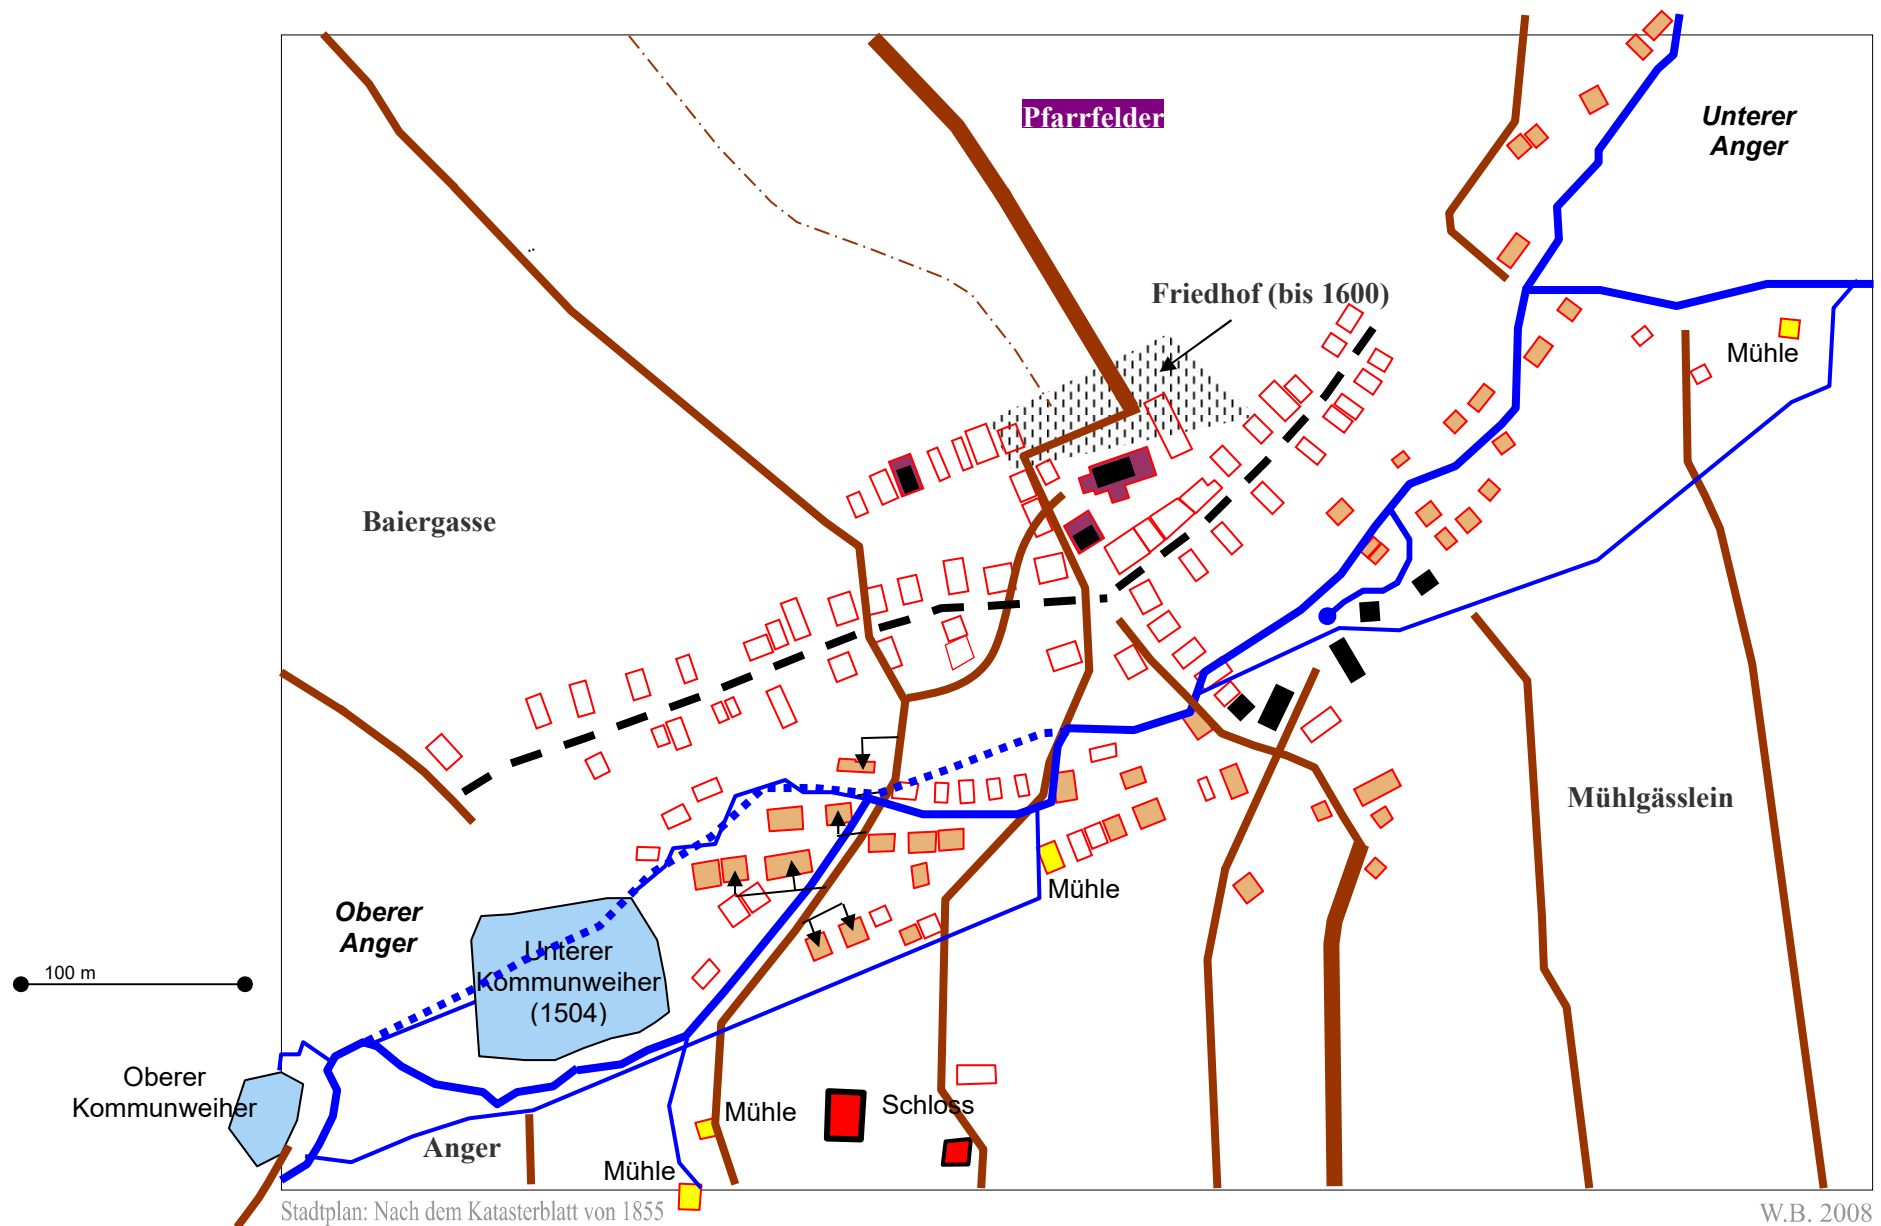 Pfarrfelder
Unterer
Anger
Friedhof (bis 1600)
Mühle
Baiergasse
Mühlgässlein
Mühle
Oberer
Anger
Unterer
Kommunweiher
(1504)
100 m
Oberer
Kommunweiher
Mühle
Schloss
Anger
Mühle
Stadtplan: Nach dem Katasterblatt von 1855
W.B. 2008